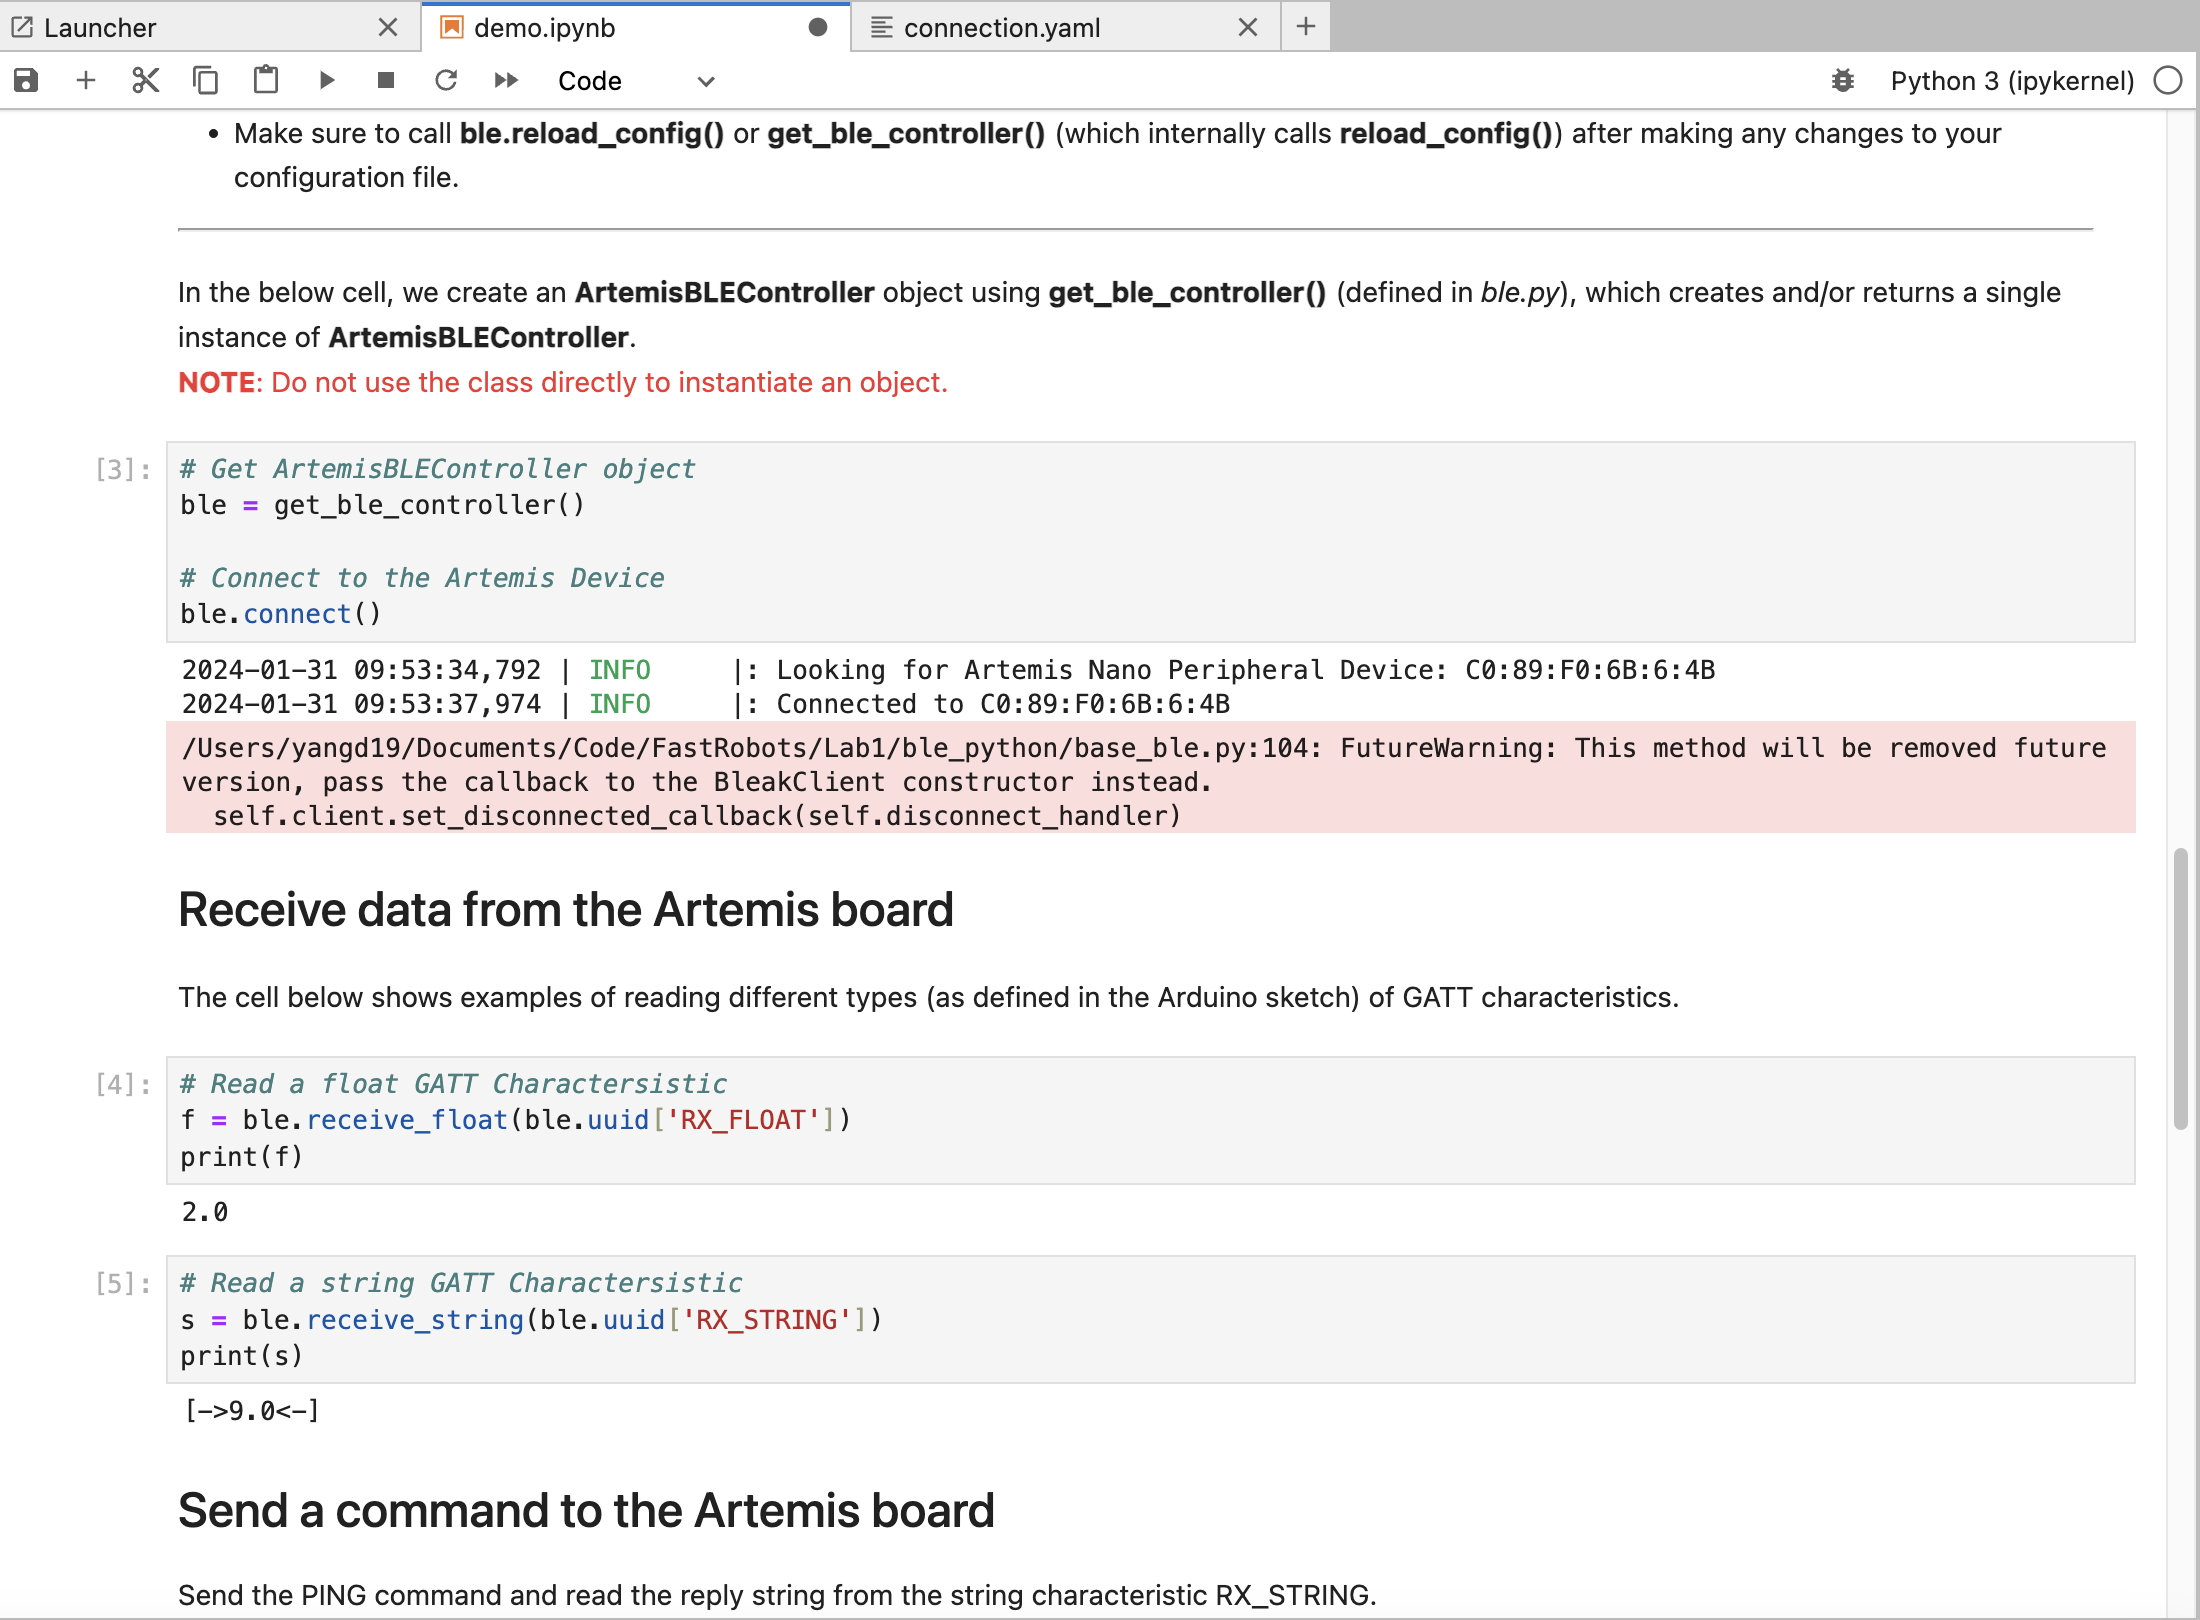 Launcher
demo.ipynb
connection.yaml
Code
Python 3 (ipykernel)
• Make sure to call ble.reload_config() or get_ble_controller() (which internally calls reload_config()) after making any changes to your
configuration file.
In the below cell, we create an ArtemisBLEController object using get_ble_controller() (defined in ble.py), which creates and/or returns a single
instance of ArtemisBLEController.
NOTE: Do not use the class directly to instantiate an object.
[3]:
# Get ArtemisBLEController object
ble = get_ble_controller()
# Connect to the Artemis Device
ble.connect()
2024-01-31 09:53:34,792 | INFO     |: Looking for Artemis Nano Peripheral Device: C0:89:F0:6B:6:4B
2024-01-31 09:53:37,974 | INFO     |: Connected to C0:89:F0:6B:6:4B
/Users/yangd19/Documents/Code/FastRobots/Lab1/ble_python/base_ble.py:104: FutureWarning: This method will be removed future
version, pass the callback to the BleakClient constructor instead.
  self.client.set_disconnected_callback(self.disconnect_handler)
Receive data from the Artemis board
The cell below shows examples of reading different types (as defined in the Arduino sketch) of GATT characteristics.
[4]:
# Read a float GATT Charactersistic
f = ble.receive_float(ble.uuid['RX_FLOAT'])
print(f)
2.0
[5]:
# Read a string GATT Charactersistic
s = ble.receive_string(ble.uuid['RX_STRING'])
print(s)
[->9.0<-]
Send a command to the Artemis board
Send the PING command and read the reply string from the string characteristic RX_STRING.